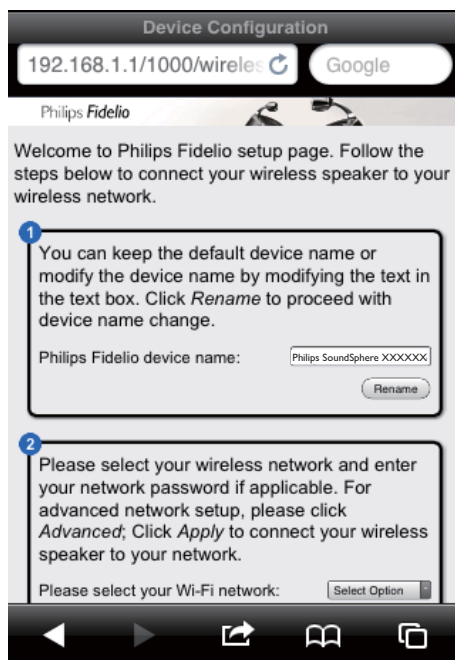 Device Configuration
192.168.1.1/1000/wireles
Google
Philips Fidelio
Welcome to Philips Fidelio setup page. Follow the
steps below to connect your wireless speaker to your
wireless network.
1
You can keep the default device name or
modify the device name by modifying the text in
the text box. Click Rename to proceed with
device name change.
Philips Fidelio device name:
Philips SoundSphere XXXXXX
Rename
2
Please select your wireless network and enter
your network password if applicable. For
advanced network setup, please click
Advanced; Click Apply to connect your wireless
speaker to your network.
Please select your Wi-Fi network:
Select Option